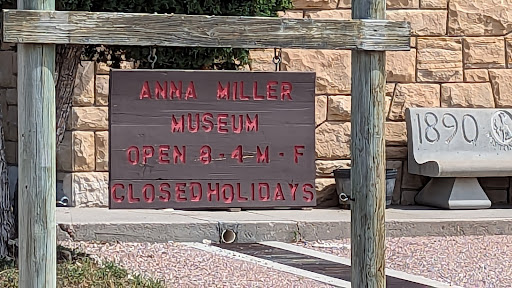 ANNA MILLER
MUSEUM
OPEN 8-4 M-F
CLOSED HOLIDAYS
1890